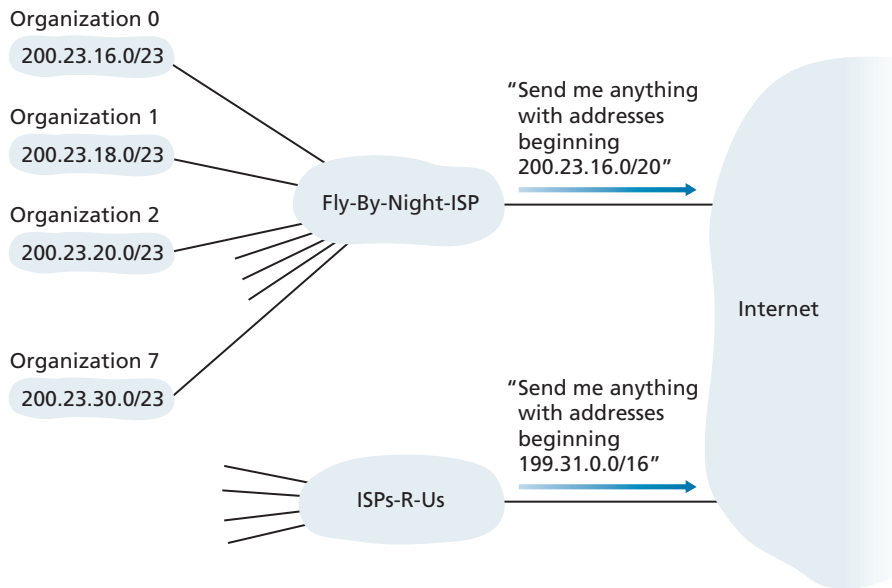 Organization 0
200.23.16.0/23
Organization 1
200.23.18.0/23
Organization 2
200.23.20.0/23
Organization 7
200.23.30.0/23
Fly-By-Night-ISP
“Send me anything
with addresses
beginning
200.23.16.0/20”
Internet
ISPs-R-Us
“Send me anything
with addresses
beginning
199.31.0.0/16”